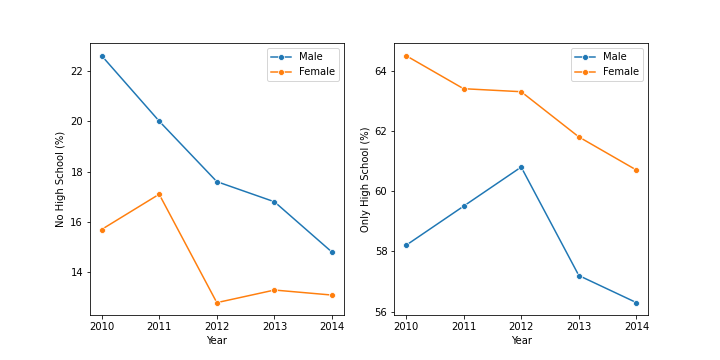 No High School (%)
22
20
18
16
14
2010 2011 2012 2013 2014
Year
Male
Female
Only High School (%)
64
62
60
58
56
2010 2011 2012 2013 2014
Year
Male
Female